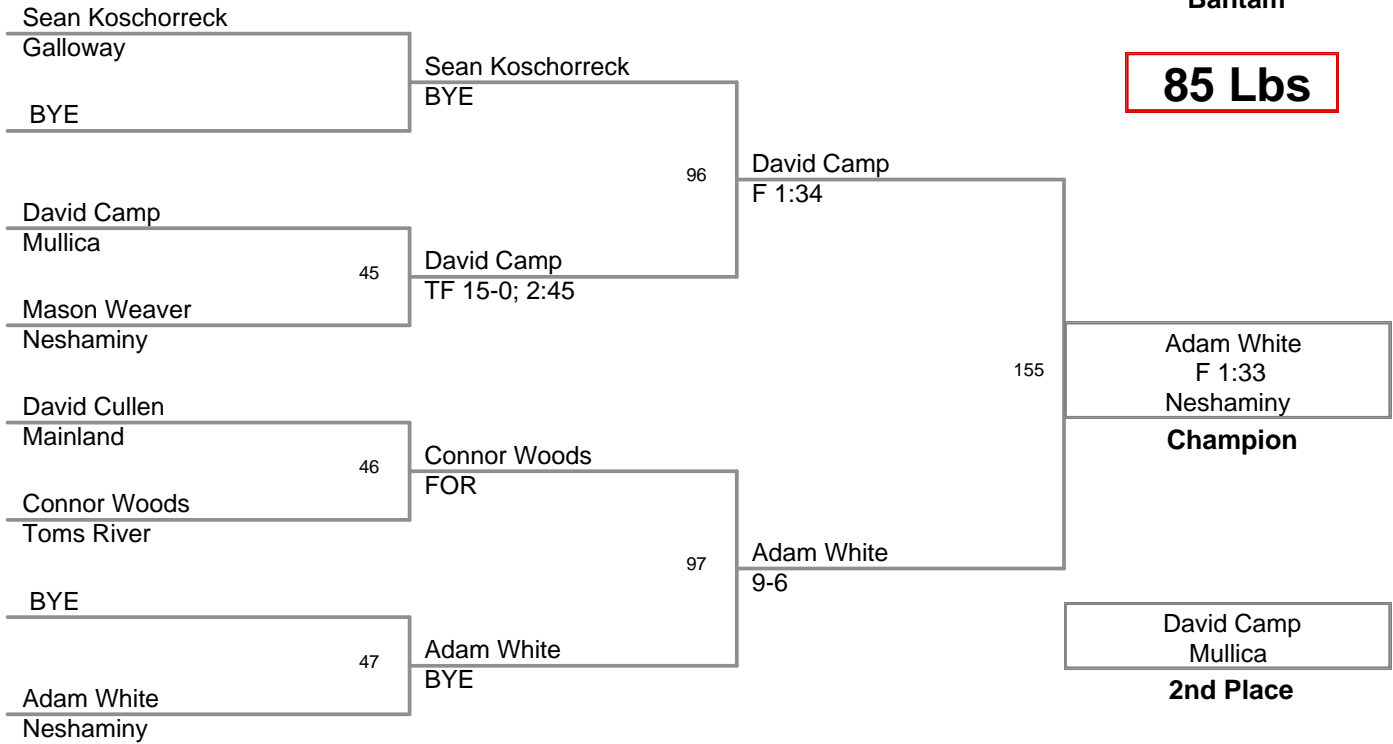 Bantam
85 Lbs
Sean Koschorreck
Galloway
BYE
David Camp
Mullica
45
Mason Weaver
Neshaminy
David Cullen
Mainland
46
Connor Woods
Toms River
BYE
47
Adam White
Neshaminy
Sean Koschorreck
BYE
96
David Camp
TF 15-0; 2:45
Connor Woods
FOR
97
Adam White
BYE
David Camp
F 1:34
155
Adam White
9-6
Adam White
F 1:33
Neshaminy
Champion
David Camp
Mullica
2nd Place